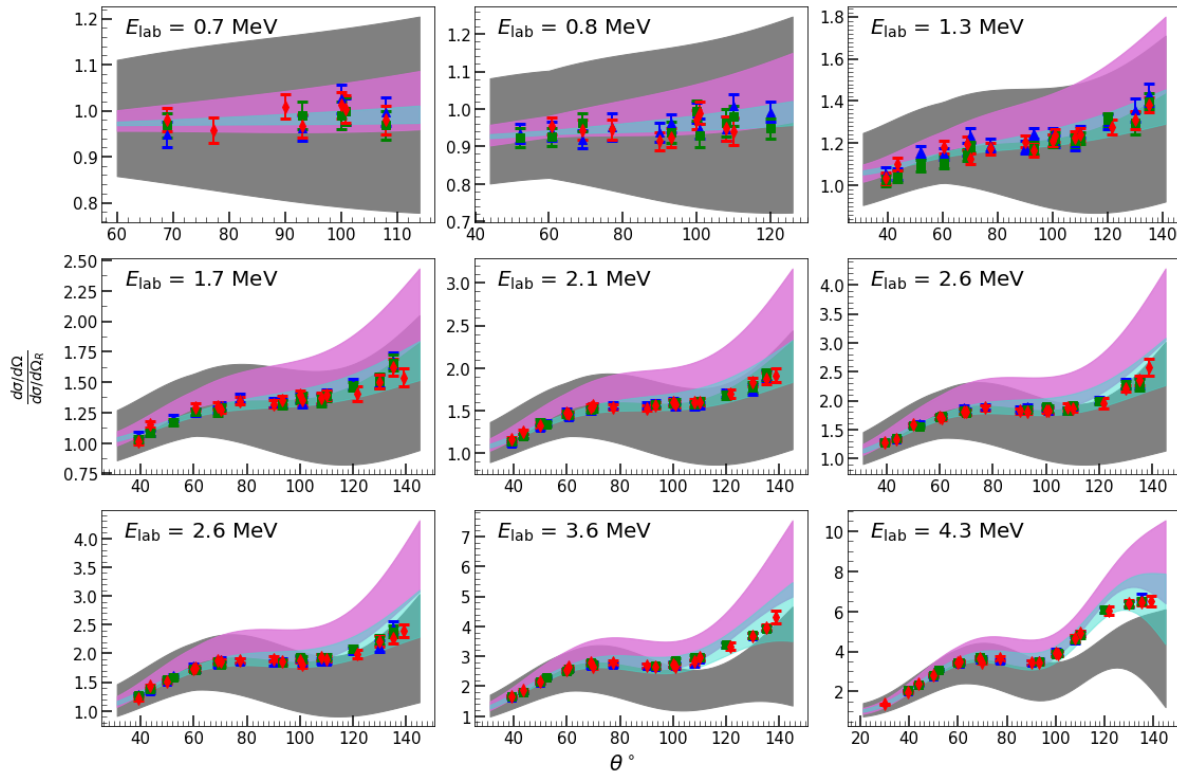 E_lab = 0.7 MeV
1.2
1.1
1.0
0.9
0.8
60 70 80 90 100 110
E_lab = 0.8 MeV
1.2
1.1
1.0
0.9
0.8
0.7
40 60 80 100 120
E_lab = 1.3 MeV
1.8
1.6
1.4
1.2
1.0
40 60 80 100 120 140
E_lab = 1.7 MeV
2.50
2.25
2.00
1.75
1.50
1.25
1.00
0.75
40 60 80 100 120 140
E_lab = 2.1 MeV
3.0
2.5
2.0
1.5
1.0
40 60 80 100 120 140
E_lab = 2.6 MeV
4.0
3.5
3.0
2.5
2.0
1.5
1.0
40 60 80 100 120 140
dσ/dΩ
dσ/dΩ_R
E_lab = 2.6 MeV
4.0
3.5
3.0
2.5
2.0
1.5
1.0
40 60 80 100 120 140
E_lab = 3.6 MeV
7
6
5
4
3
2
1
40 60 80 100 120 140
E_lab = 4.3 MeV
10
8
6
4
2
20 40 60 80 100 120 140
θ°